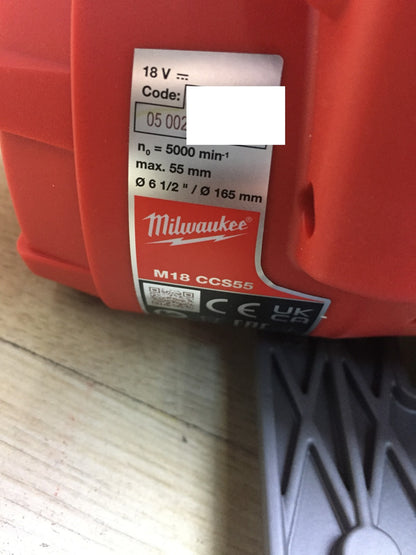 18 V ⎓
Code:
05 002
n₀ = 5000 min⁻¹
max. 55 mm
Ø 6 1/2 " / Ø 165 mm
Milwaukee®
M18 CCS55
CE UK
CA
EAC